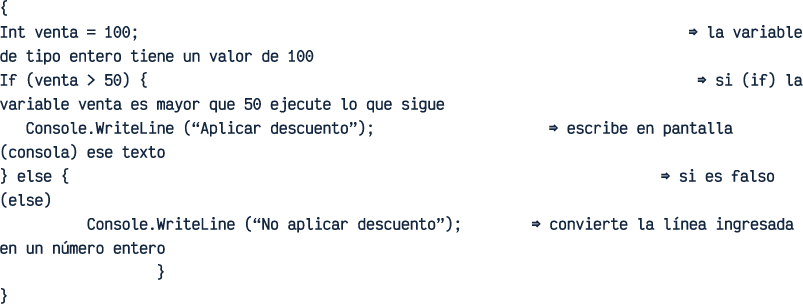 {
Int venta = 100; ⇒ la variable
de tipo entero tiene un valor de 100
If (venta > 50) { ⇒ si (if) la
variable venta es mayor que 50 ejecute lo que sigue
Console.WriteLine (“Aplicar descuento”); ⇒ escribe en pantalla
(consola) ese texto
} else { ⇒ si es falso
(else)
Console.WriteLine (“No aplicar descuento”); ⇒ convierte la línea ingresada
en un número entero
}
}